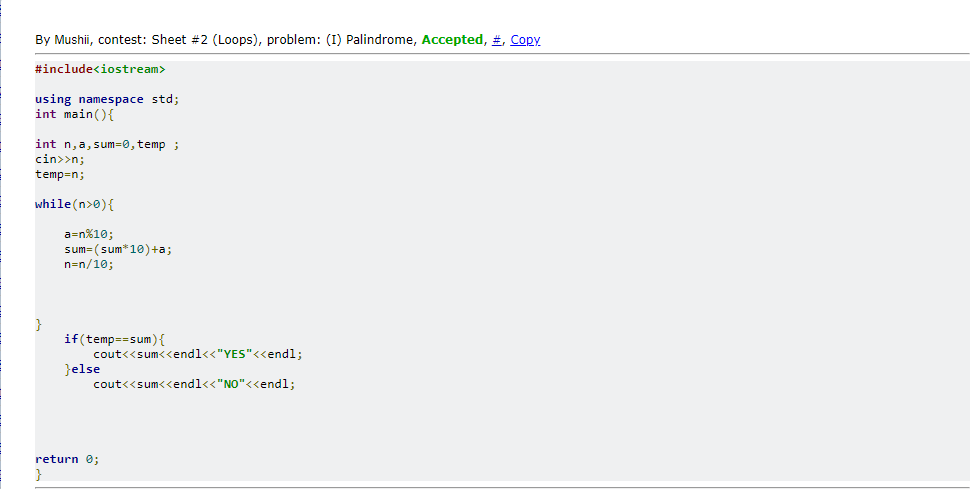 By Mushii, contest: Sheet #2 (Loops), problem: (I) Palindrome, Accepted, #, Copy
#include<iostream>
using namespace std;
int main(){
int n,a,sum=0,temp ;
cin>>n;
temp=n;
while(n>0){
    a=n%10;
    sum=(sum*10)+a;
    n=n/10;
}
    if(temp==sum){
        cout<<sum<<endl<<"YES"<<endl;
    }else
        cout<<sum<<endl<<"NO"<<endl;
return 0;
}